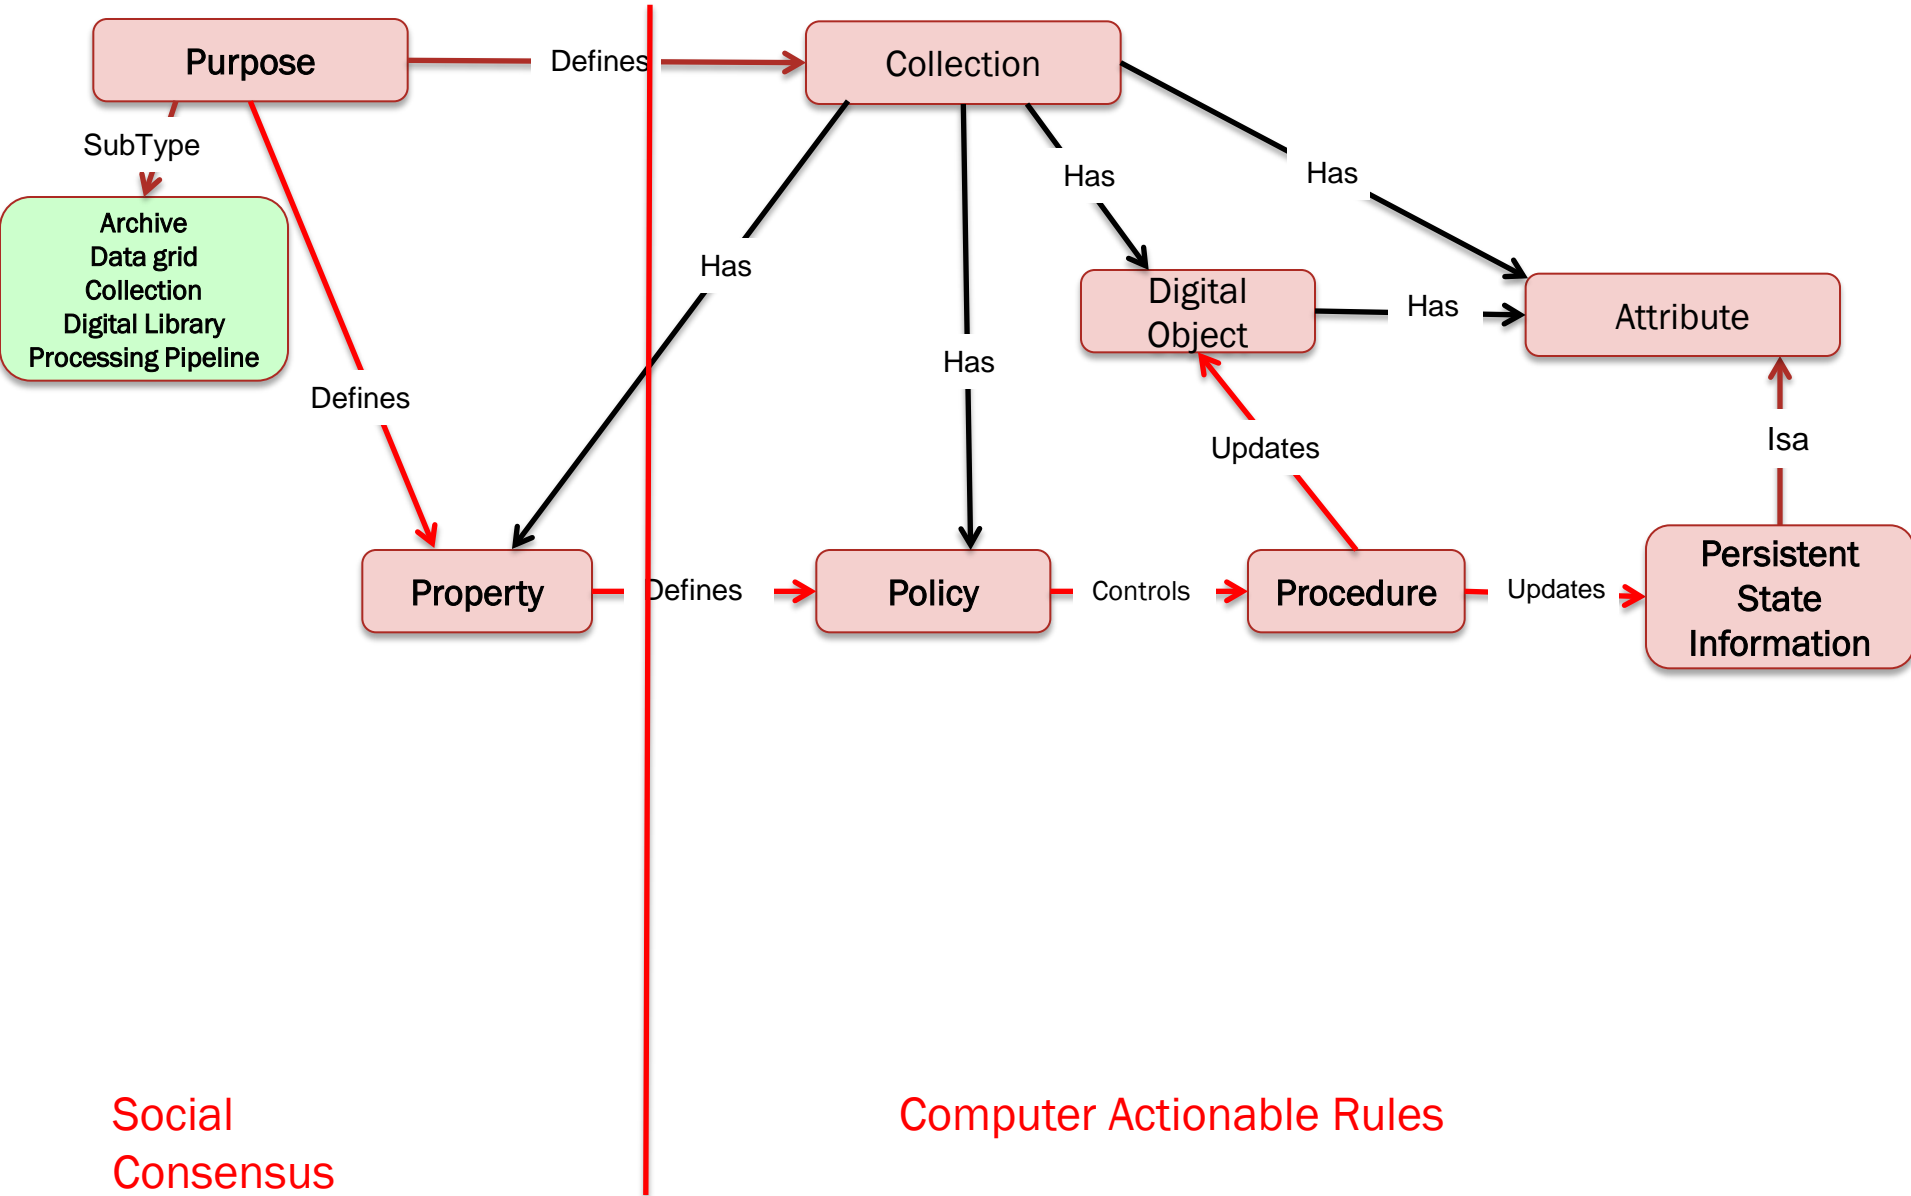 Purpose
Defines
Collection
SubType
Has
Has
Archive
Data grid
Collection
Digital Library
Processing Pipeline
Has
Digital
Object
Has
Attribute
Has
Defines
Updates
Isa
Property
Defines
Policy
Controls
Procedure
Updates
Persistent
State
Information
Social
Consensus
Computer Actionable Rules